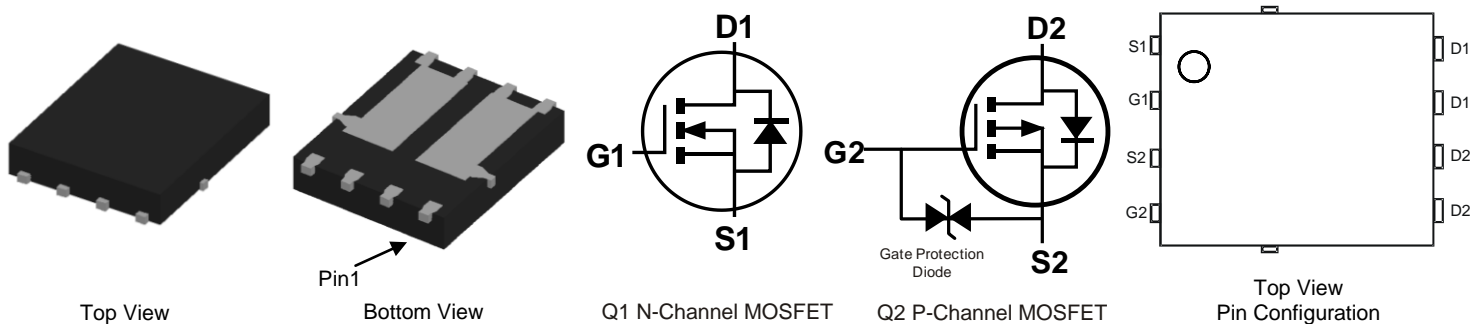 D1
G1
S1
D2
G2
S2
Gate Protection
Diode
S1
G1
S2
G2
D1
D1
D2
D2
Pin1
Top View
Bottom View
Q1 N-Channel MOSFET
Q2 P-Channel MOSFET
Top View
Pin Configuration